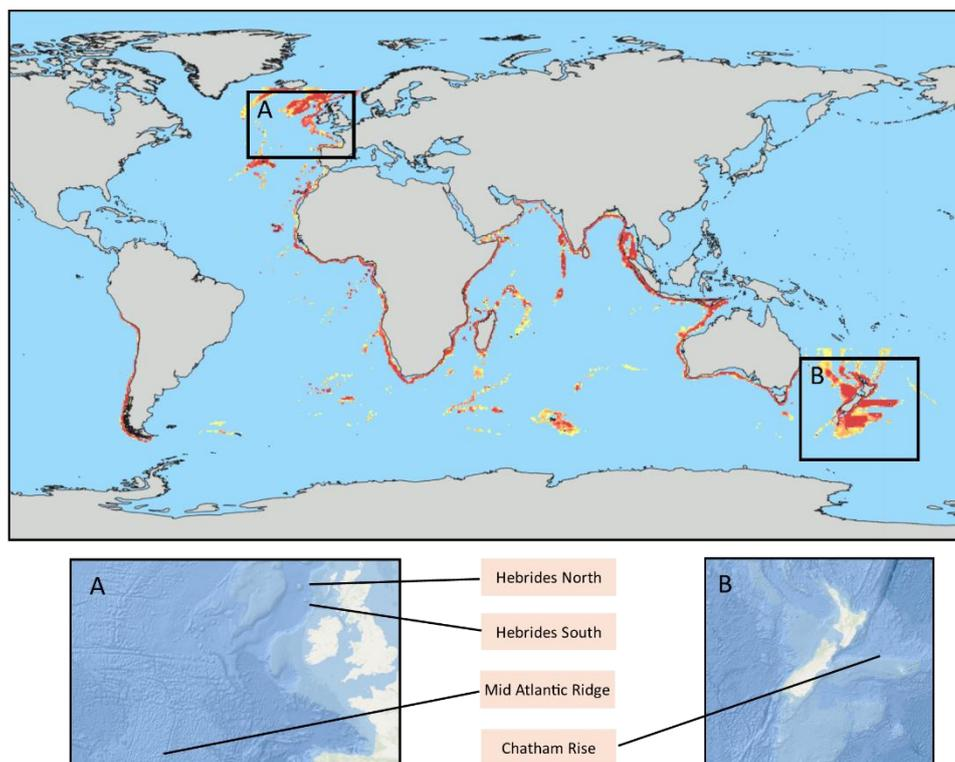 A
B
A
Hebrides North
B
Hebrides South
Mid Atlantic Ridge
Chatham Rise